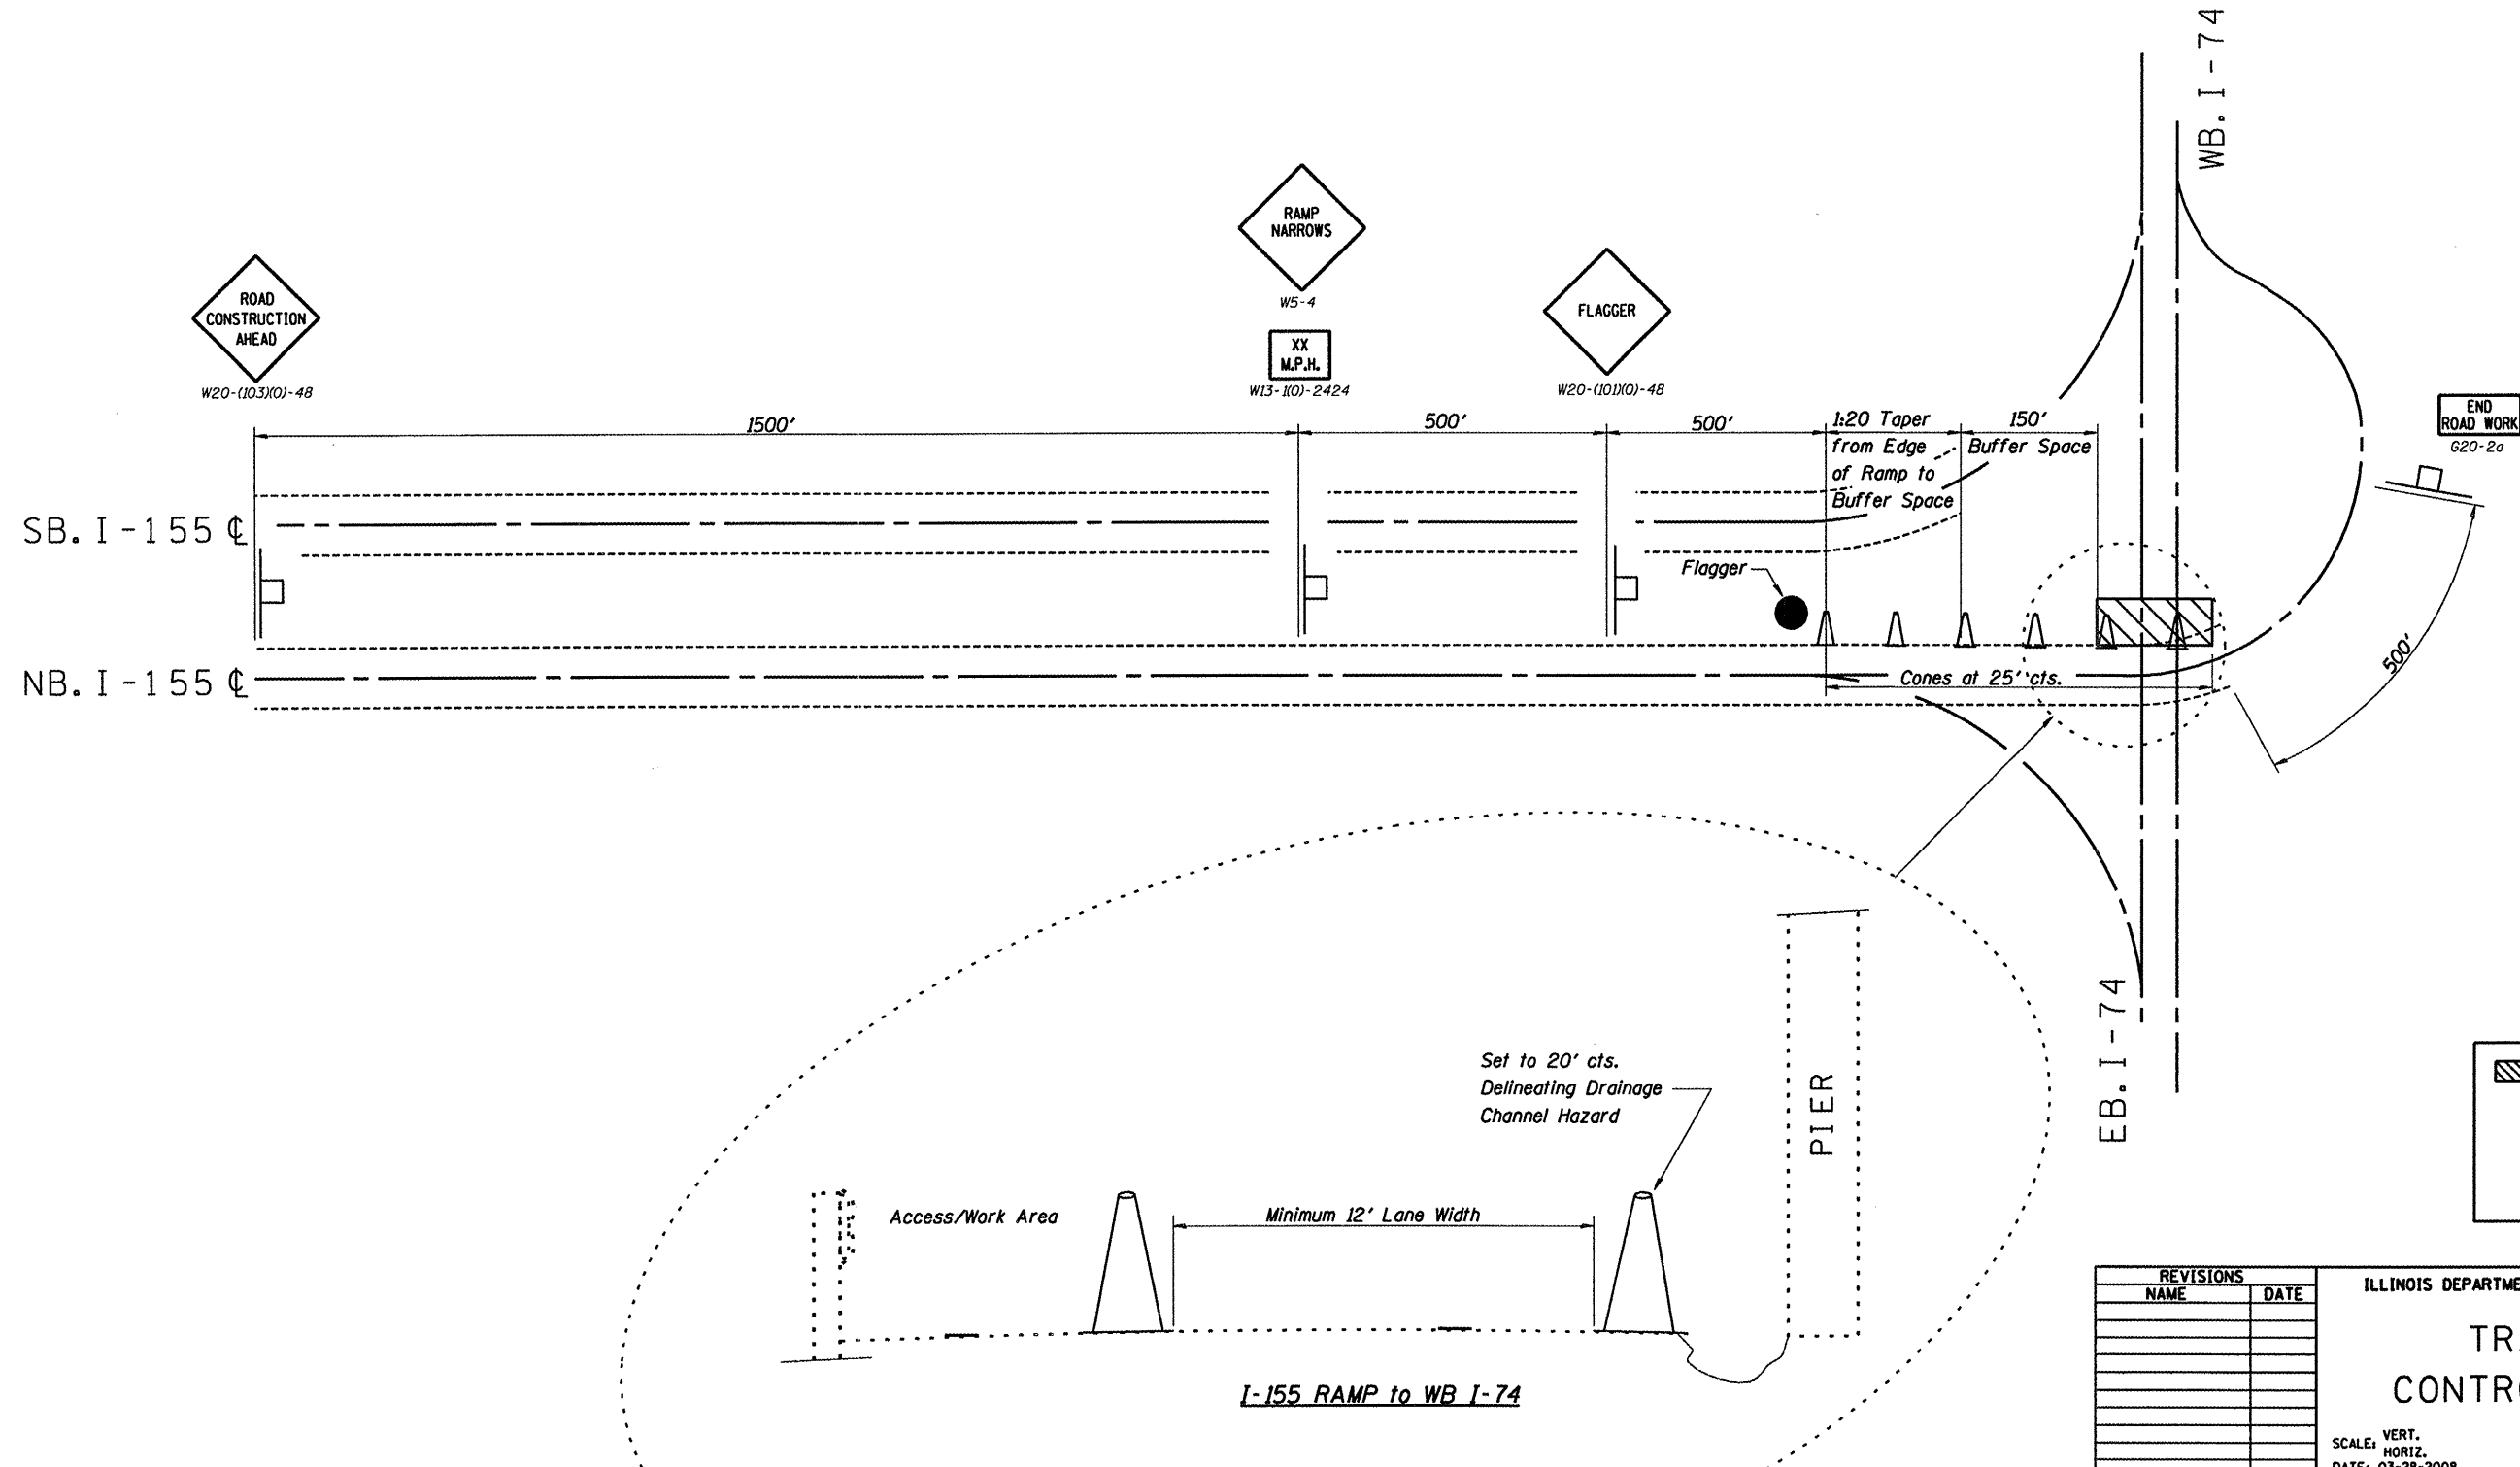 WB. I-74
RAMP
NARROWS
W5-4
XX
M.P.H.
W13-1(0)-2424
ROAD
CONSTRUCTION
AHEAD
W20-(103)(0)-48
FLAGGER
W20-(101)(0)-48
END
ROAD WORK
G20-2a
1500'
500'
500'
1:20 Taper
from Edge
of Ramp to
Buffer Space
150'
Buffer Space
SB. I-155 ℄
Flagger
500'
NB. I-155 ℄
Cones at 25' cts.
EB. I-74
Set to 20' cts.
Delineating Drainage
Channel Hazard
PIER
Access/Work Area
Minimum 12' Lane Width
I-155 RAMP to WB I-74
REVISIONS
NAME DATE
ILLINOIS
SCALE: VERT.
HORIZ.
DATE: 03-28-2008